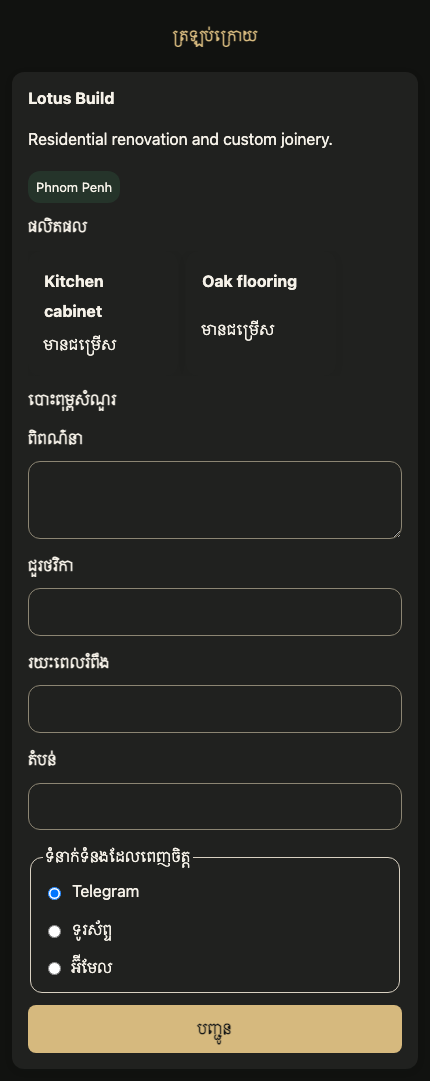 ត្រឡប់ក្រោយ
Lotus Build
Residential renovation and custom joinery.
Phnom Penh
ផលិតផល
Kitchen
cabinet
មានជម្រើស
Oak flooring
មានជម្រើស
បោះពុម្ពសំណួរ
ពិពណ៌នា
ជួរថវិកា
រយៈពេលរំពឹង
តំបន់
ទំនាក់ទំនងដែលពេញចិត្ត
Telegram
ទូរស័ព្ទ
អ៊ីមែល
បញ្ជូន